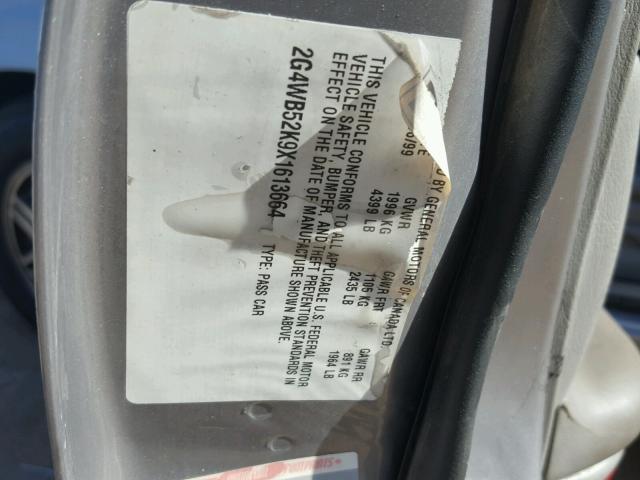 BY GENERAL MOTORS OF CANADA LTD.
GVWR GAWR FRT GAWR RR
1996 KG 1105 KG 891 KG
4399 LB 2435 LB 1964 LB
THIS VEHICLE CONFORMS TO ALL APPLICABLE U.S. FEDERAL MOTOR
VEHICLE SAFETY, BUMPER, AND THEFT PREVENTION STANDARDS IN
EFFECT ON THE DATE OF MANUFACTURE SHOWN ABOVE.
2G4WB52K9X1613664 TYPE: PASS CAR